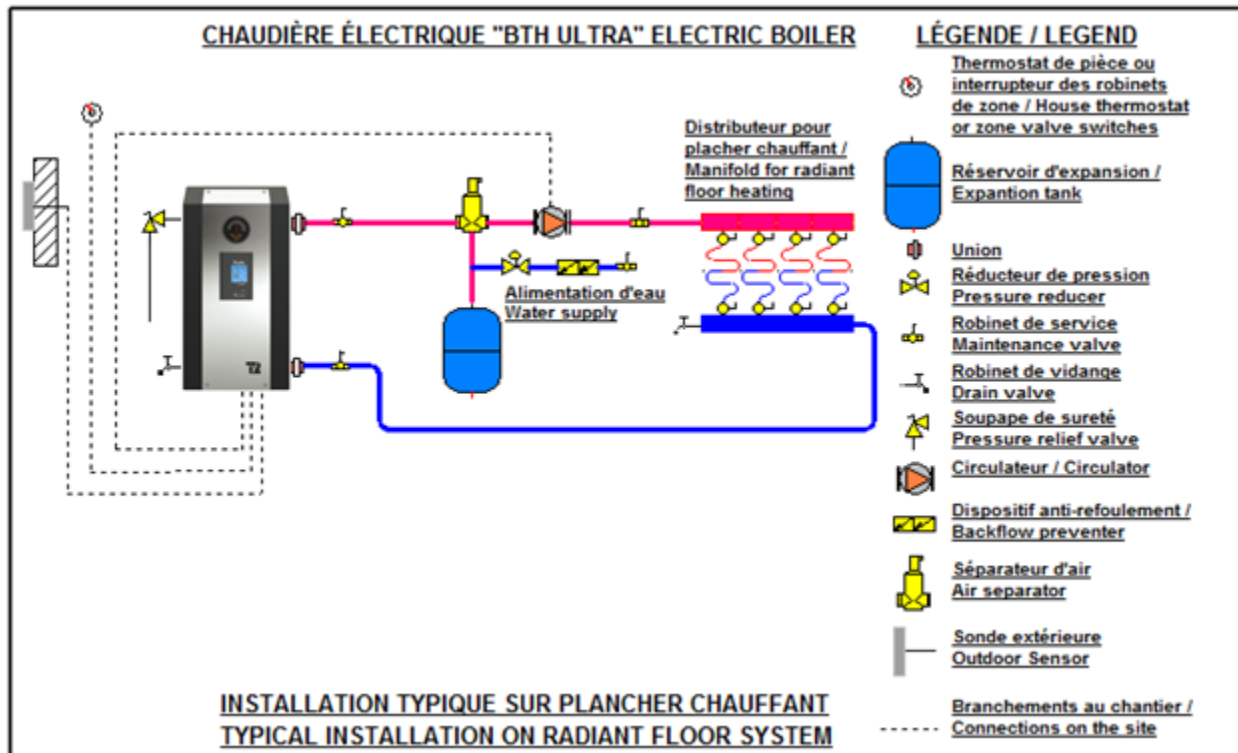 CHAUDIÈRE ÉLECTRIQUE "BTH ULTRA" ELECTRIC BOILER
LÉGENDE / LEGEND
Thermostat de pièce ou
interrupteur des robinets
de zone / House thermostat
or zone valve switches
Réservoir d'expansion /
Expantion tank
Union
Réducteur de pression
Pressure reducer
Robinet de service
Maintenance valve
Robinet de vidange
Drain valve
Soupape de sureté
Pressure relief valve
Circulateur / Circulator
Dispositif anti-refoulement /
Backflow preventer
Séparateur d'air
Air separator
Sonde extérieure
Outdoor Sensor
Branchements au chantier /
Connections on the site
Distributeur pour
placher chauffant /
Manifold for radiant
floor heating
Alimentation d'eau
Water supply
INSTALLATION TYPIQUE SUR PLANCHER CHAUFFANT
TYPICAL INSTALLATION ON RADIANT FLOOR SYSTEM